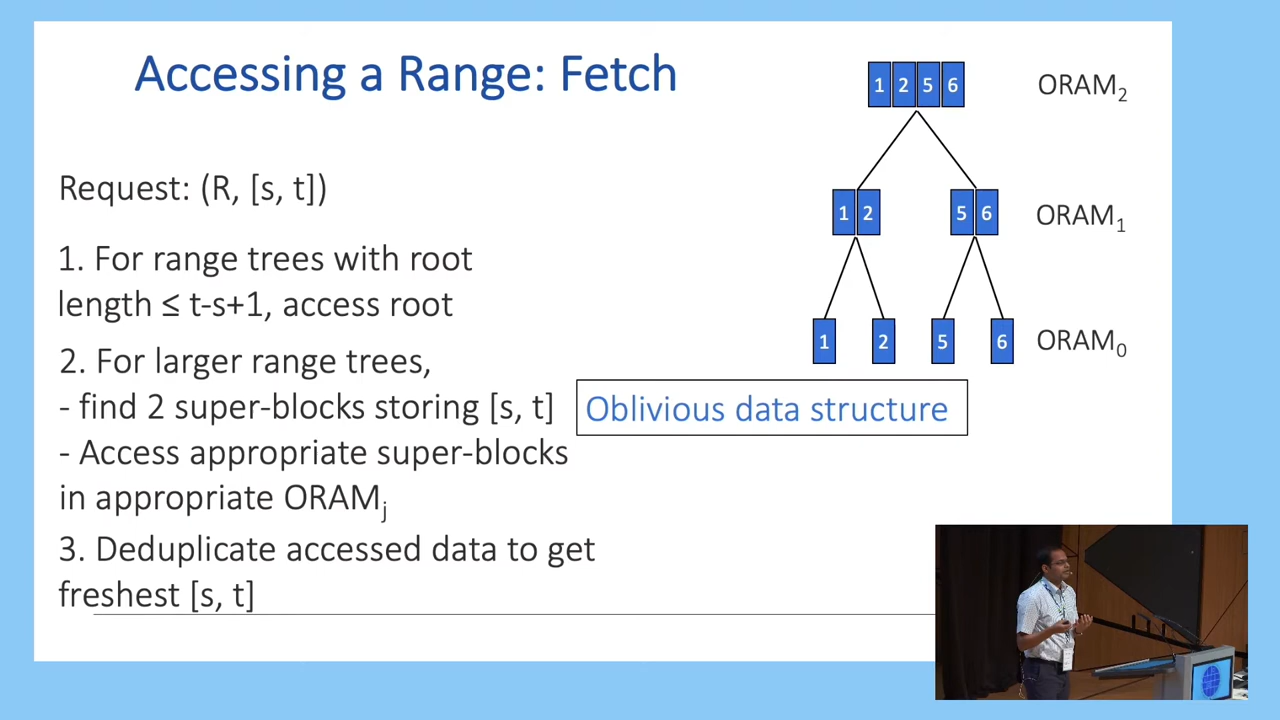 Accessing a Range: Fetch
Request: (R, [s, t])
1. For range trees with root
length ≤ t-s+1, access root
2. For larger range trees,
- find 2 super-blocks storing [s, t]
- Access appropriate super-blocks
in appropriate ORAMj
3. Deduplicate accessed data to get
freshest [s, t]
Oblivious data structure
1 2 5 6 ORAM2
1 2 5 6 ORAM1
1 2 5 6 ORAM0